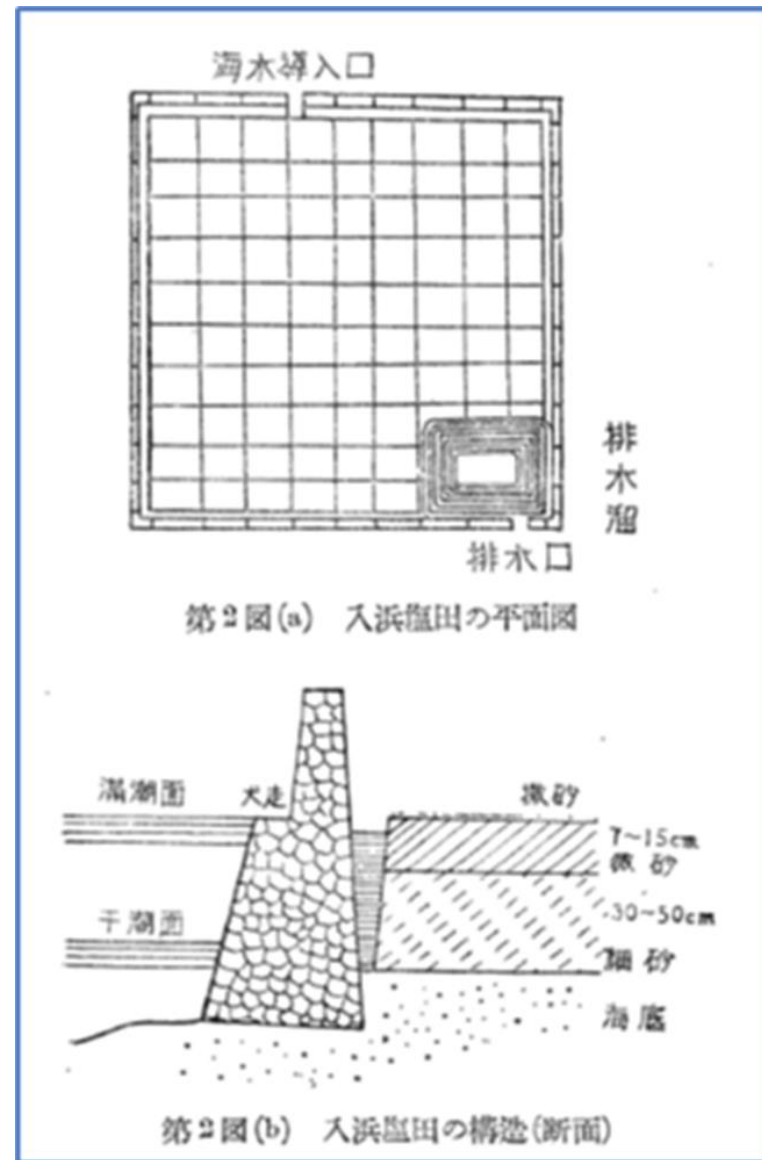 海水導入口
排水溜
排水口
第2図(a) 入浜塩田の平面図
満潮面
犬走
撒砂
7~15cm
微砂
干潮面
30~50cm
細砂
海底
第2図(b) 入浜塩田の構造(断面)